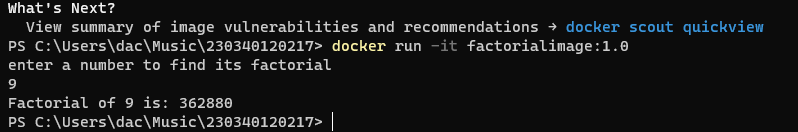 What's Next?
View summary of image vulnerabilities and recommendations → docker scout quickview
PS C:\Users\dac\Music\230340120217> docker run -it factorialimage:1.0
enter a number to find its factorial
9
Factorial of 9 is: 362880
PS C:\Users\dac\Music\230340120217>